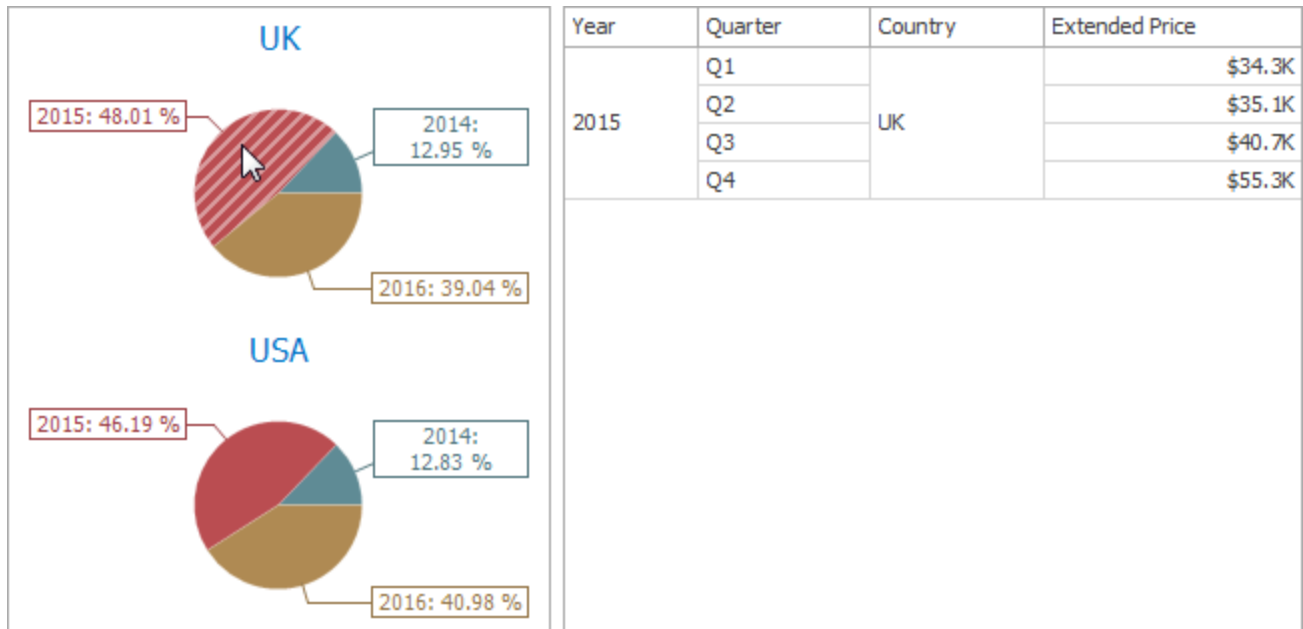 UK
2015: 48.01 %
2014:
12.95 %
2016: 39.04 %
USA
2015: 46.19 %
2014:
12.83 %
2016: 40.98 %
Year Quarter Country Extended Price
2015 UK
Q1 $34.3K
Q2 $35.1K
Q3 $40.7K
Q4 $55.3K